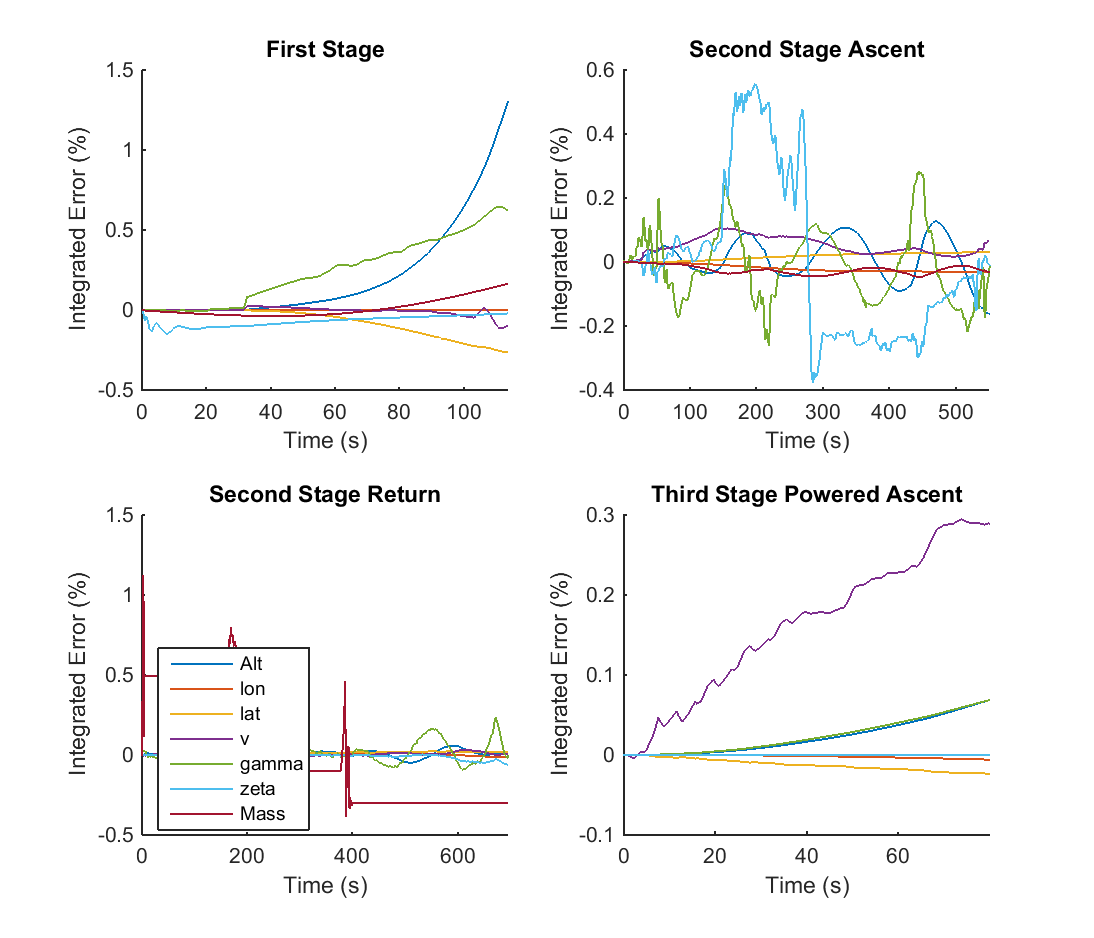 First Stage
1.5
1
0.5
0
-0.5
Integrated Error (%)
0 20 40 60 80 100
Time (s)
Second Stage Ascent
0.6
0.4
0.2
0
-0.2
-0.4
Integrated Error (%)
0 100 200 300 400 500
Time (s)
Second Stage Return
1.5
1
0.5
0
-0.5
Integrated Error (%)
Alt
lon
lat
v
gamma
zeta
Mass
0 200 400 600
Time (s)
Third Stage Powered Ascent
0.3
0.2
0.1
0
-0.1
Integrated Error (%)
0 20 40 60
Time (s)